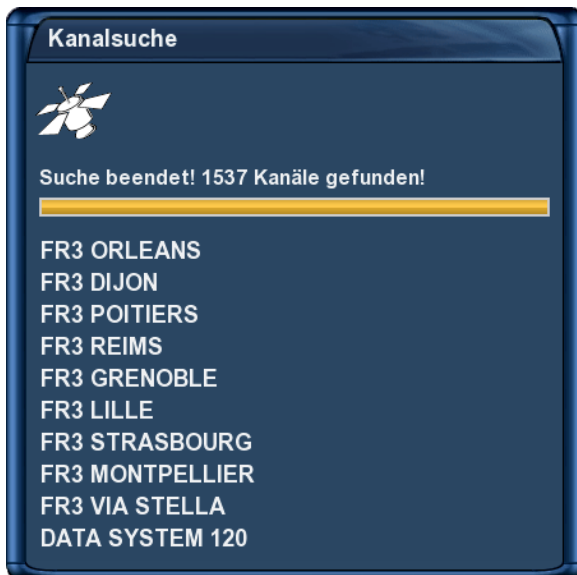 Kanalsuche
Suche beendet! 1537 Kanäle gefunden!
FR3 ORLEANS
FR3 DIJON
FR3 POITIERS
FR3 REIMS
FR3 GRENOBLE
FR3 LILLE
FR3 STRASBOURG
FR3 MONTPELLIER
FR3 VIA STELLA
DATA SYSTEM 120